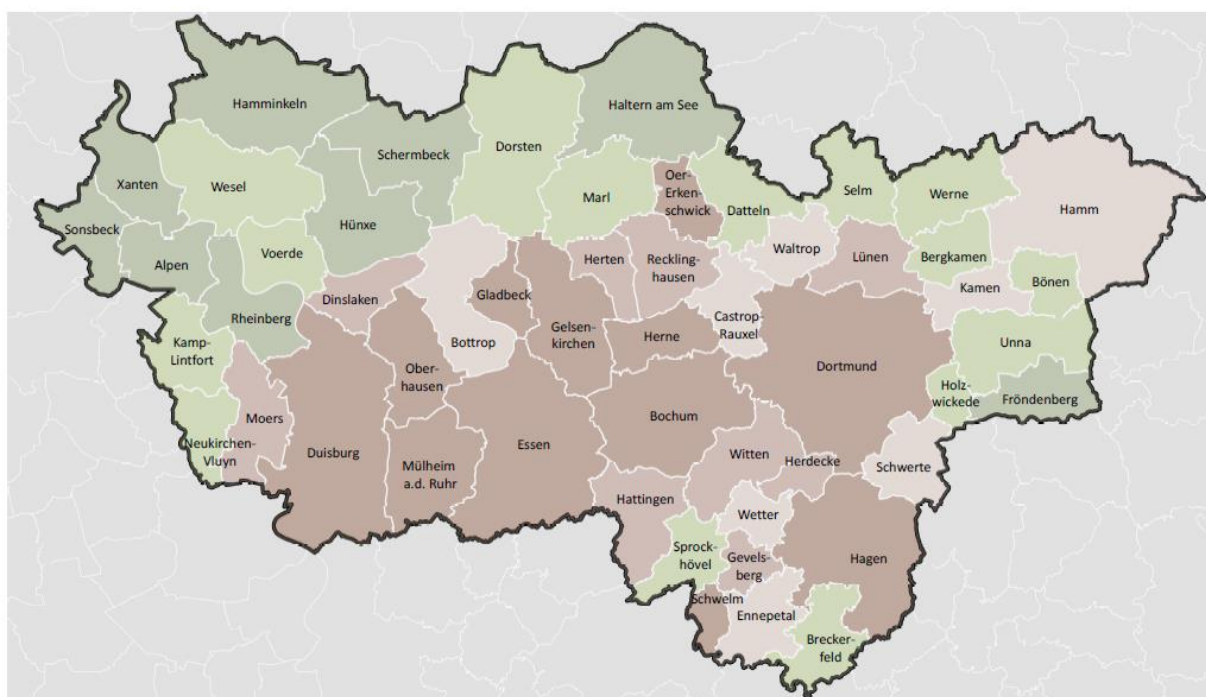 Hamminkeln
Haltern am See
Schermbeck
Dorsten
Xanten
Wesel
Marl
Oer-
Erken-
schwick
Datteln
Selm
Werne
Hamm
Sonsbeck
Hünxe
Alpen
Voerde
Herten
Reckling-
hausen
Waltrop
Lünen
Bergkamen
Bönen
Kamen
Dinslaken
Gladbeck
Rheinberg
Castrop-
Rauxel
Gelsen-
kirchen
Herne
Unna
Kamp-
Lintfort
Bottrop
Ober-
hausen
Dortmund
Holz-
wickede
Fröndenberg
Moers
Bochum
Neukirchen-
Vluyn
Duisburg
Essen
Mülheim
a.d. Ruhr
Witten
Herdecke
Schwerte
Hattingen
Wetter
Sprock-
hövel
Gevels-
berg
Hagen
Schwelm
Ennepetal
Brecker-
feld